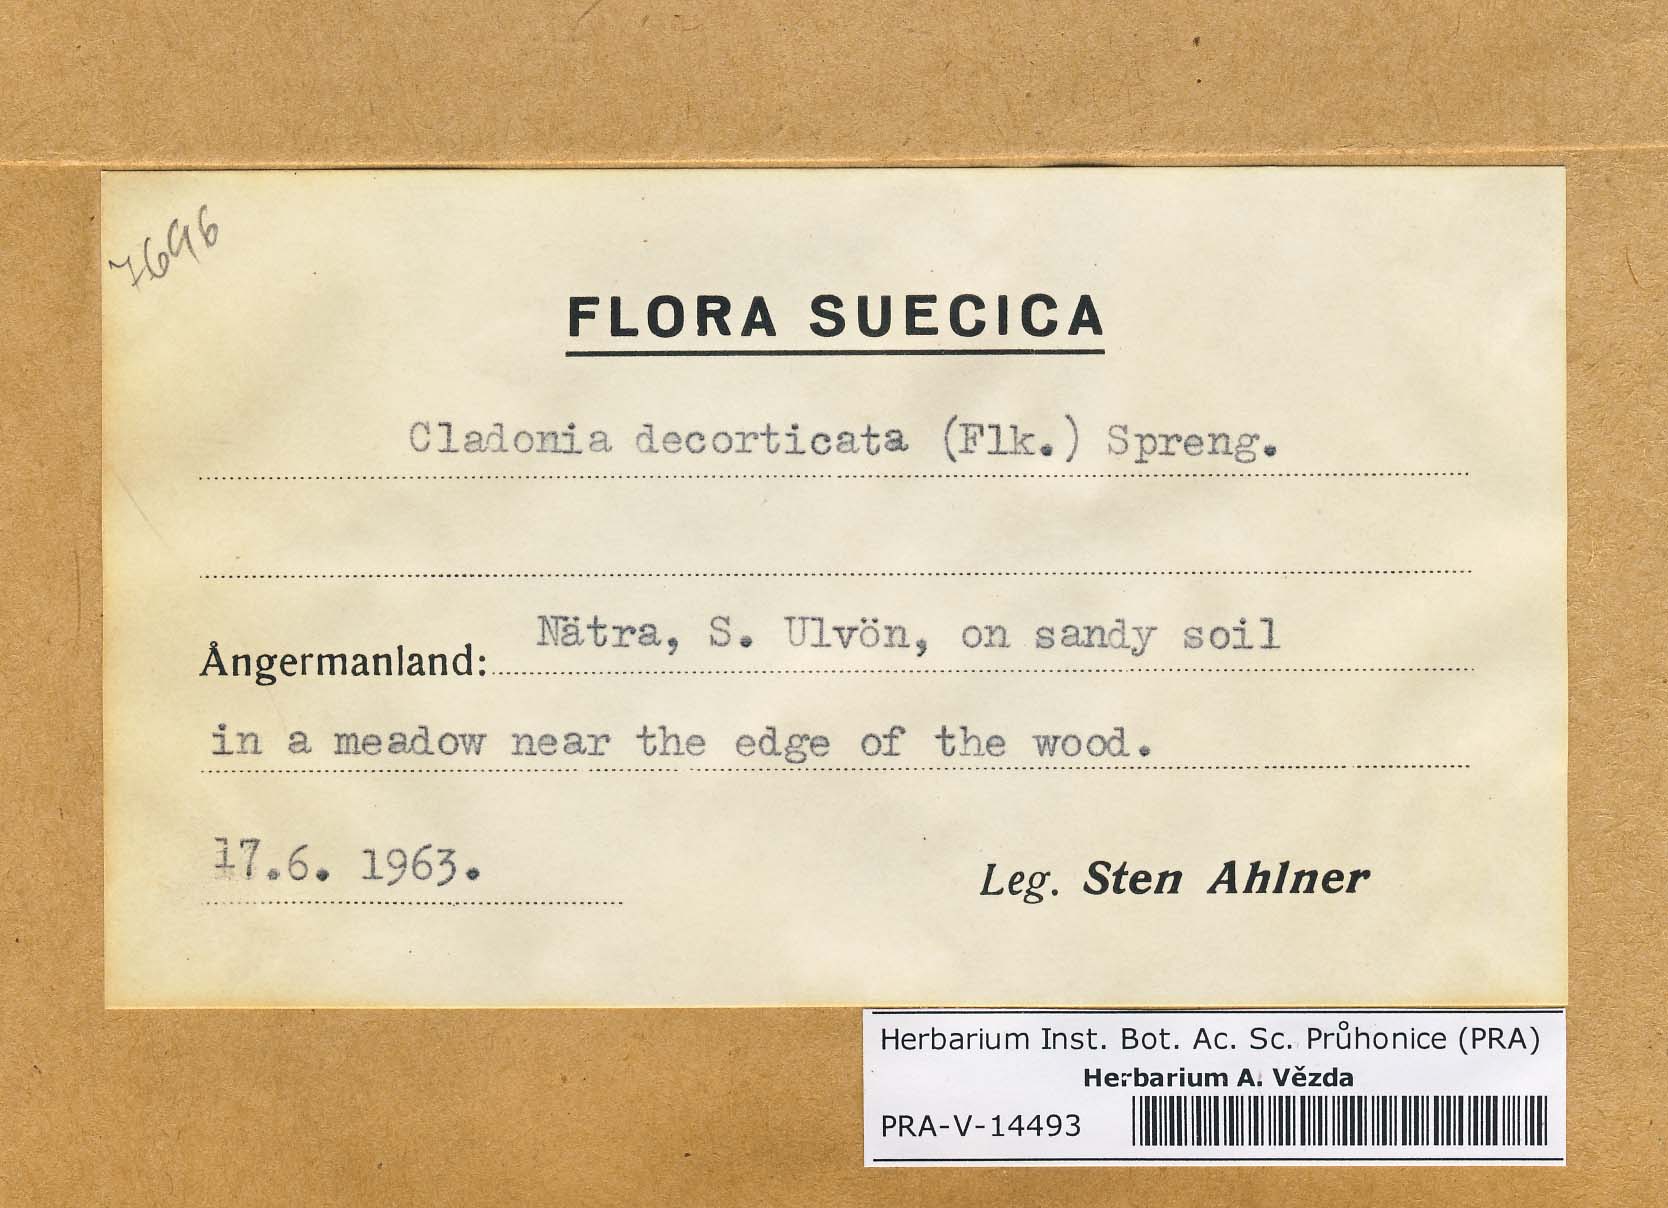 7696
FLORA SUECICA
Cladonia decorticata (Flk.) Spreng.
Ångermanland: Nätra, S. Ulvön, on sandy soil
in a meadow near the edge of the wood.
17.6. 1963.
Leg. Sten Ahlner
Herbarium Inst. Bot. Ac. Sc. Průhonice (PRA)
Herbarium A. Vězda
PRA-V-14493